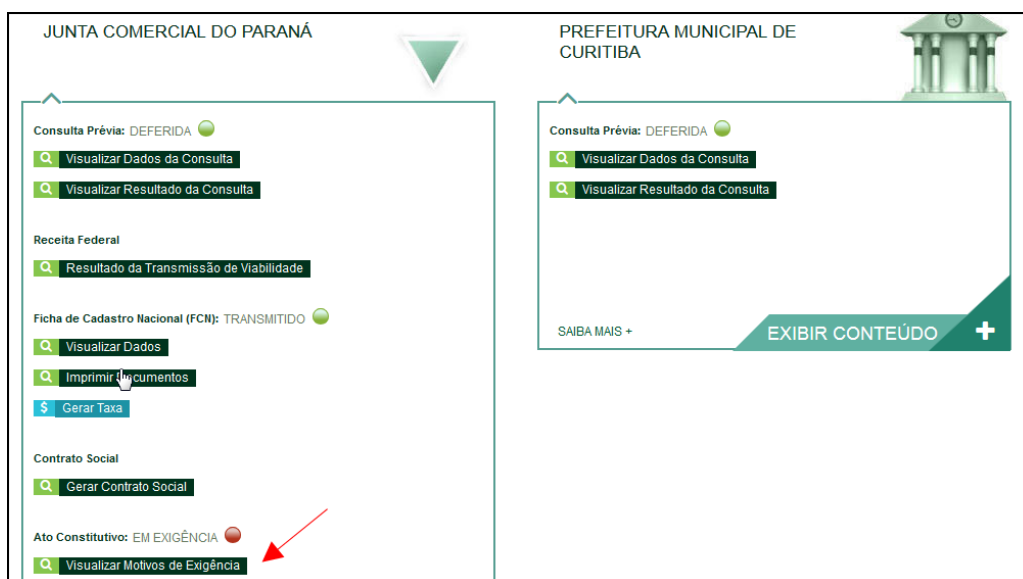 JUNTA COMERCIAL DO PARANÁ
Consulta Prévia: DEFERIDA
Visualizar Dados da Consulta
Visualizar Resultado da Consulta
Receita Federal
Resultado da Transmissão de Viabilidade
Ficha de Cadastro Nacional (FCN): TRANSMITIDO
Visualizar Dados
Imprimir Documentos
$ Gerar Taxa
Contrato Social
Gerar Contrato Social
Ato Constitutivo: EM EXIGÊNCIA
Visualizar Motivos de Exigência
PREFEITURA MUNICIPAL DE
CURITIBA
Consulta Prévia: DEFERIDA
Visualizar Dados da Consulta
Visualizar Resultado da Consulta
SAIBA MAIS +
EXIBIR CONTEÚDO +